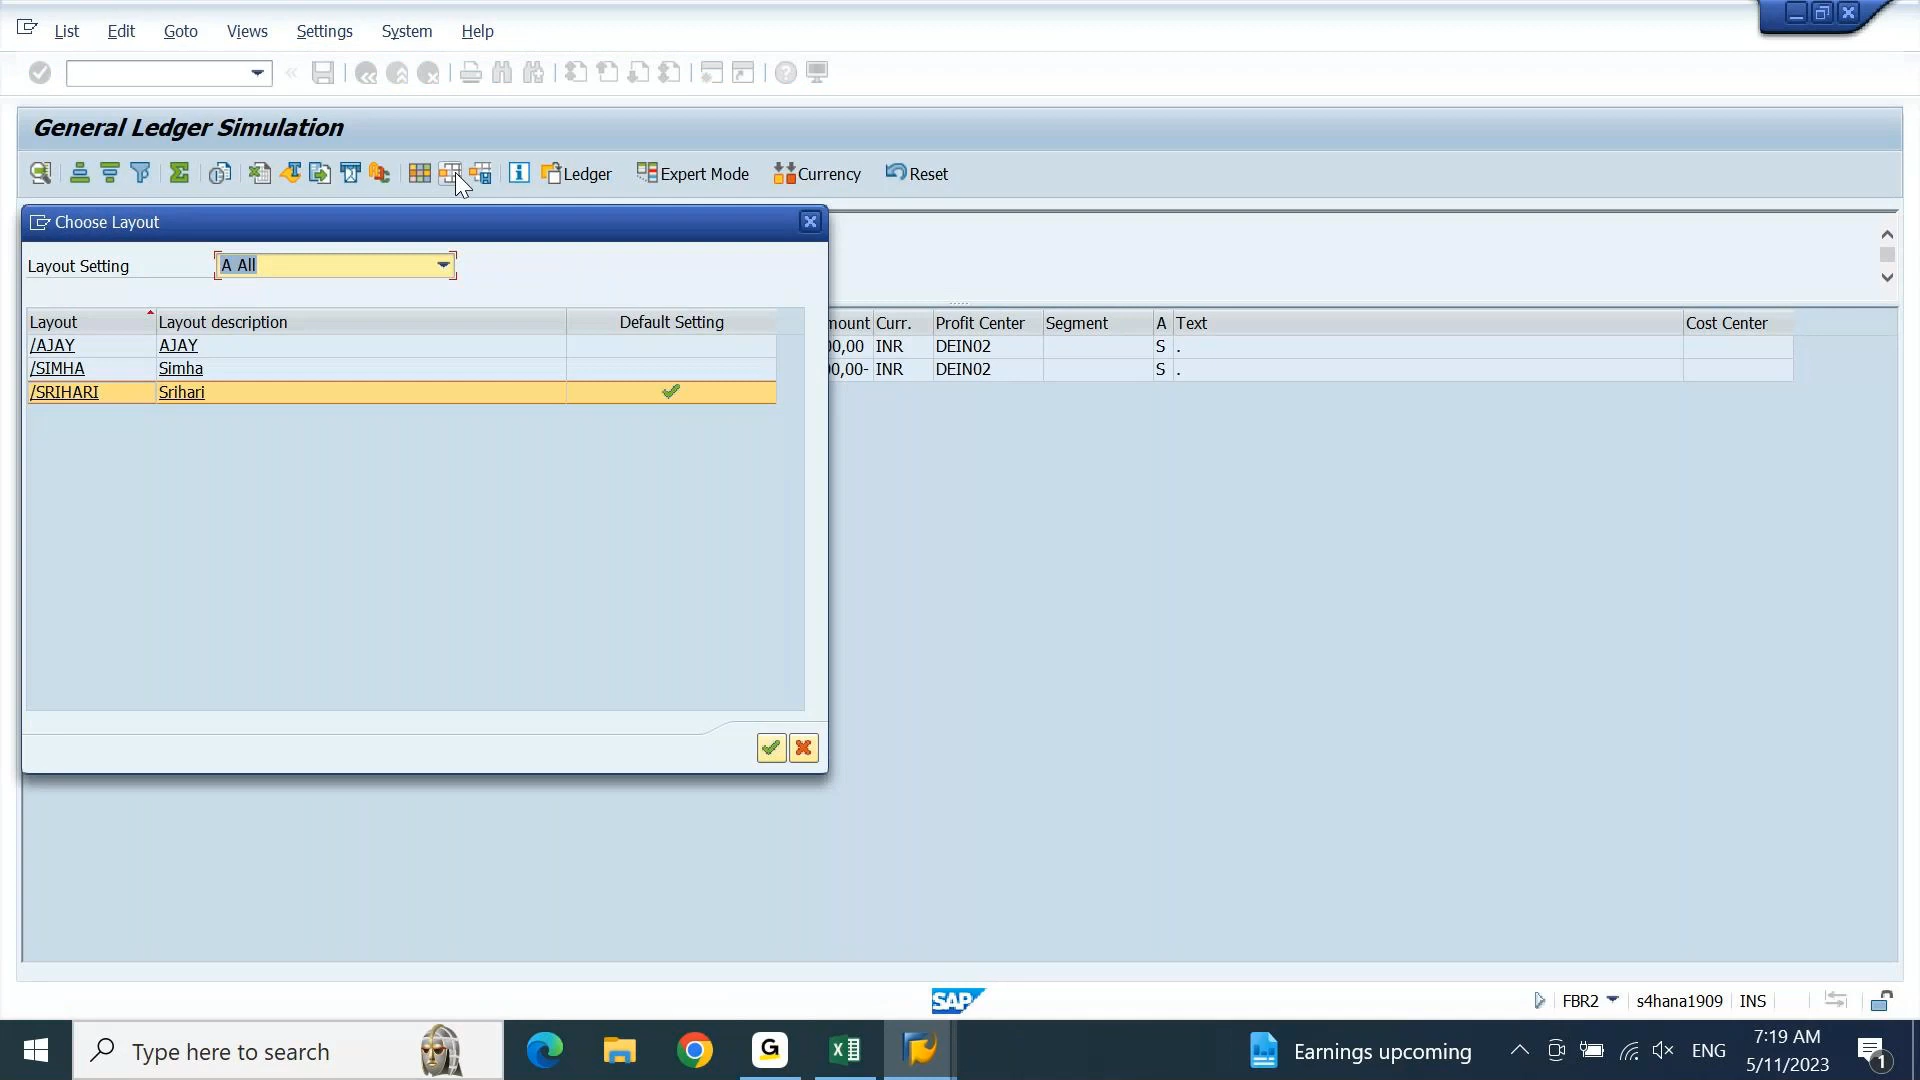 List Edit Goto Views Settings System Help
General Ledger Simulation
Ledger Expert Mode Currency Reset
Choose Layout
Layout Setting A All
Layout Layout description Default Setting
/AJAY AJAY
/SIMHA Simha
/SRIHARI Srihari
mount Curr. Profit Center Segment A Text Cost Center
00,00 INR DEIN02 S .
00,00- INR DEIN02 S .
SAP
FBR2 s4hana1909 INS
Type here to search
Earnings upcoming
ENG
7:19 AM
5/11/2023
1